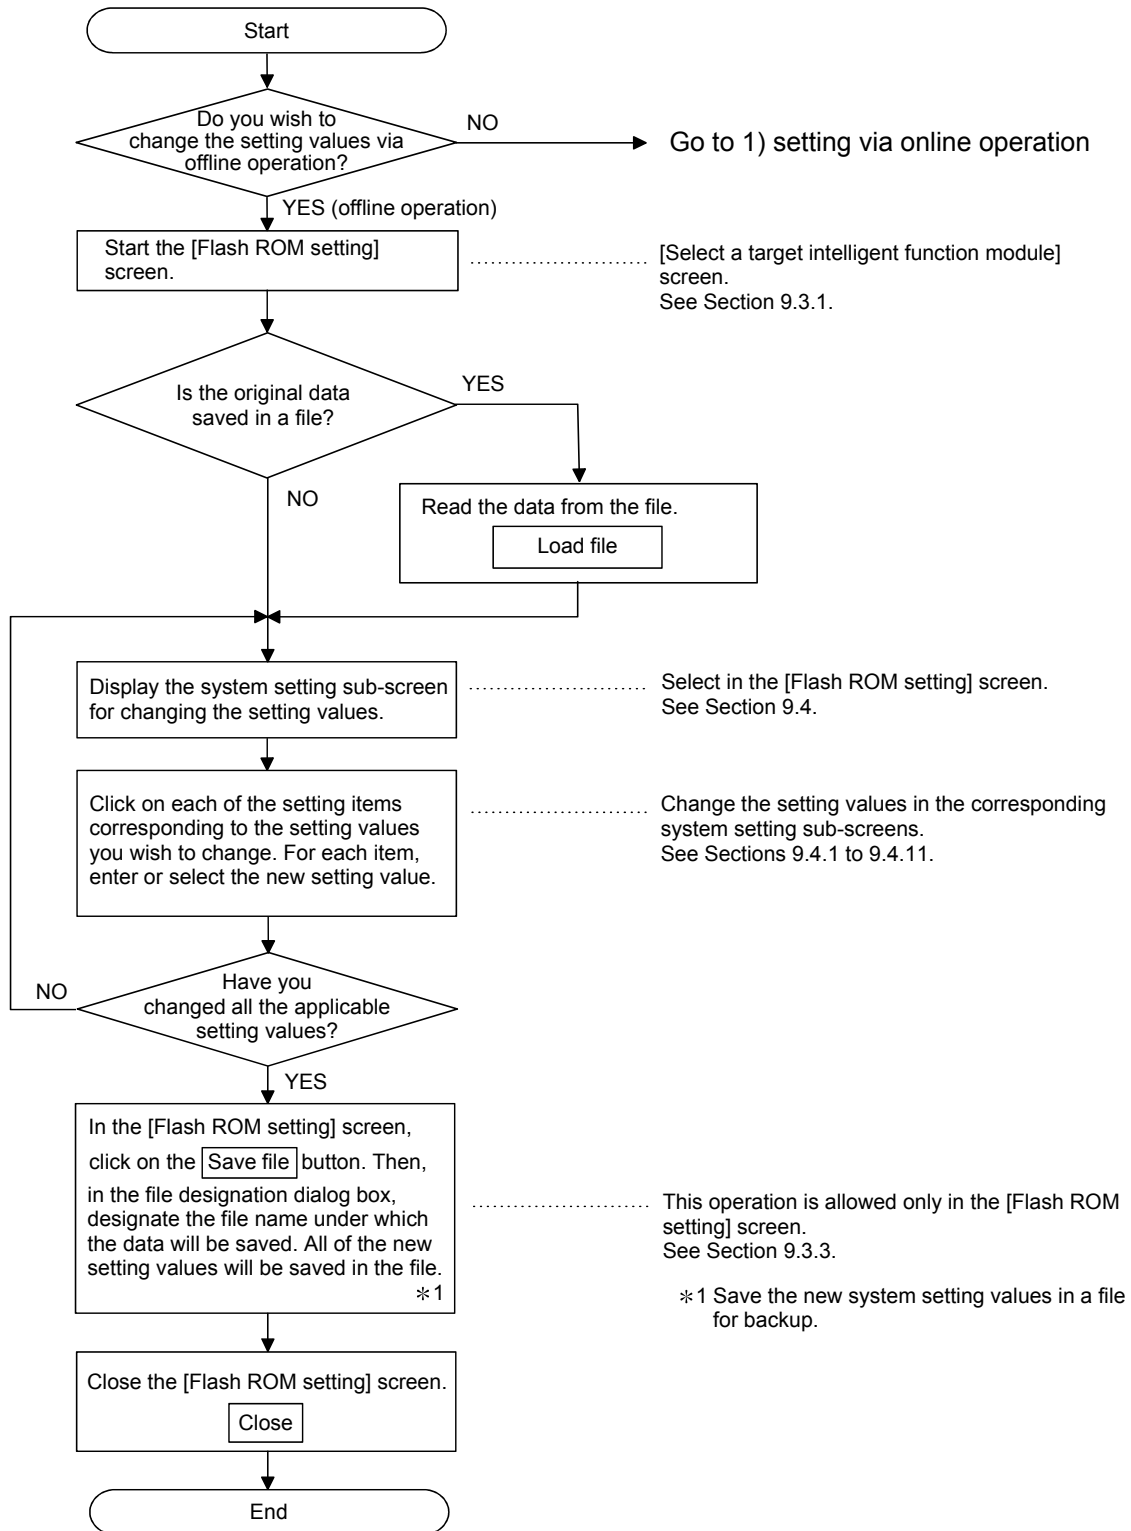 Start
Do you wish to
change the setting values via
offline operation?
NO
Go to 1) setting via online operation
YES (offline operation)
Start the [Flash ROM setting]
screen.
[Select a target intelligent function module]
screen.
See Section 9.3.1.
Is the original data
saved in a file?
YES
NO
Read the data from the file.
Load file
Display the system setting sub-screen
for changing the setting values.
Select in the [Flash ROM setting] screen.
See Section 9.4.
Click on each of the setting items
corresponding to the setting values
you wish to change. For each item,
enter or select the new setting value.
Change the setting values in the corresponding
system setting sub-screens.
See Sections 9.4.1 to 9.4.11.
Have you
changed all the applicable
setting values?
NO
YES
In the [Flash ROM setting] screen,
click on the Save file button. Then,
in the file designation dialog box,
designate the file name under which
the data will be saved. All of the new
setting values will be saved in the file.
＊1
This operation is allowed only in the [Flash ROM
setting] screen.
See Section 9.3.3.
＊1 Save the new system setting values in a file
for backup.
Close the [Flash ROM setting] screen.
Close
End